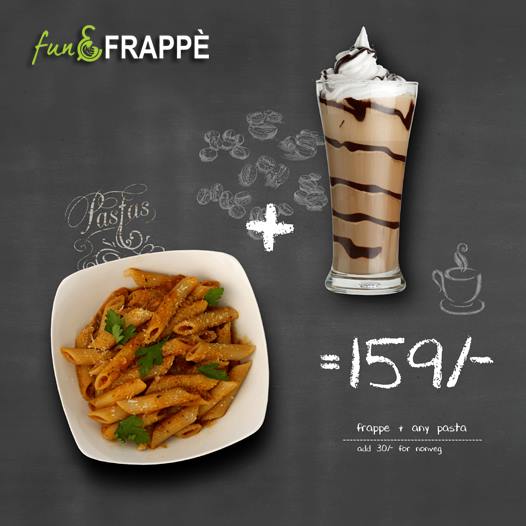 fun & FRAPPÈ
Pastas
+
=159/-
frappe + any pasta
add 30/- for nonveg